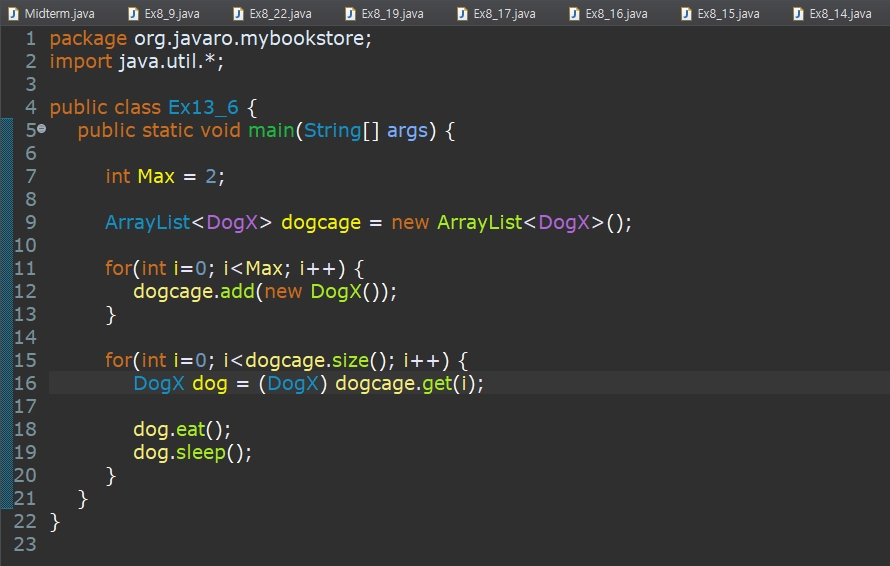 Midterm.java Ex8_9.java Ex8_22.java Ex8_19.java Ex8_17.java Ex8_16.java Ex8_15.java Ex8_14.java
1 package org.javaro.mybookstore;
2 import java.util.*;
3
4 public class Ex13_6 {
5 public static void main(String[] args) {
6
7 int Max = 2;
8
9 ArrayList<DogX> dogcage = new ArrayList<DogX>();
10
11 for(int i=0; i<Max; i++) {
12 dogcage.add(new DogX());
13 }
14
15 for(int i=0; i<dogcage.size(); i++) {
16 DogX dog = (DogX) dogcage.get(i);
17
18 dog.eat();
19 dog.sleep();
20 }
21 }
22 }
23